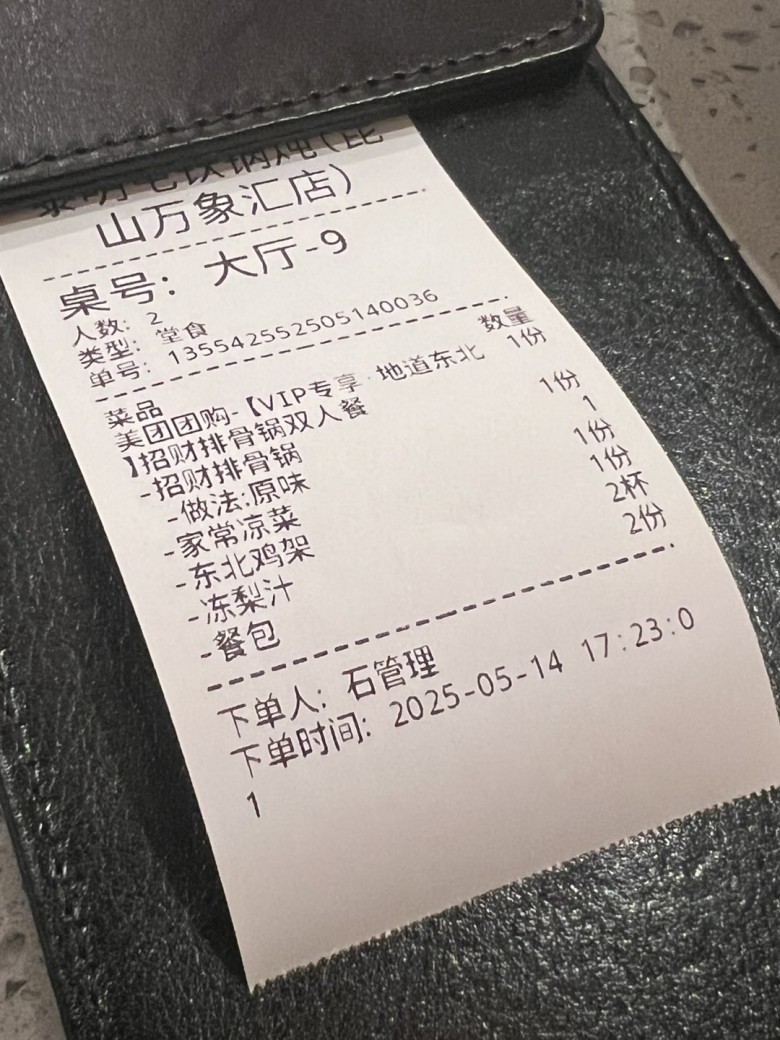 铁锅炖(昆
山万象汇店)
桌号: 大厅-9
人数: 2
类型: 堂食
单号: 135542552505140036
菜品 数量
美团团购-【VIP专享·地道东北 1份
】招财排骨锅双人餐
-招财排骨锅 1份
-做法:原味 1
-家常凉菜 1份
-东北鸡架 1份
-冻梨汁 2杯
-餐包 2份
下单人: 石管理
下单时间: 2025-05-14 17:23:0
1